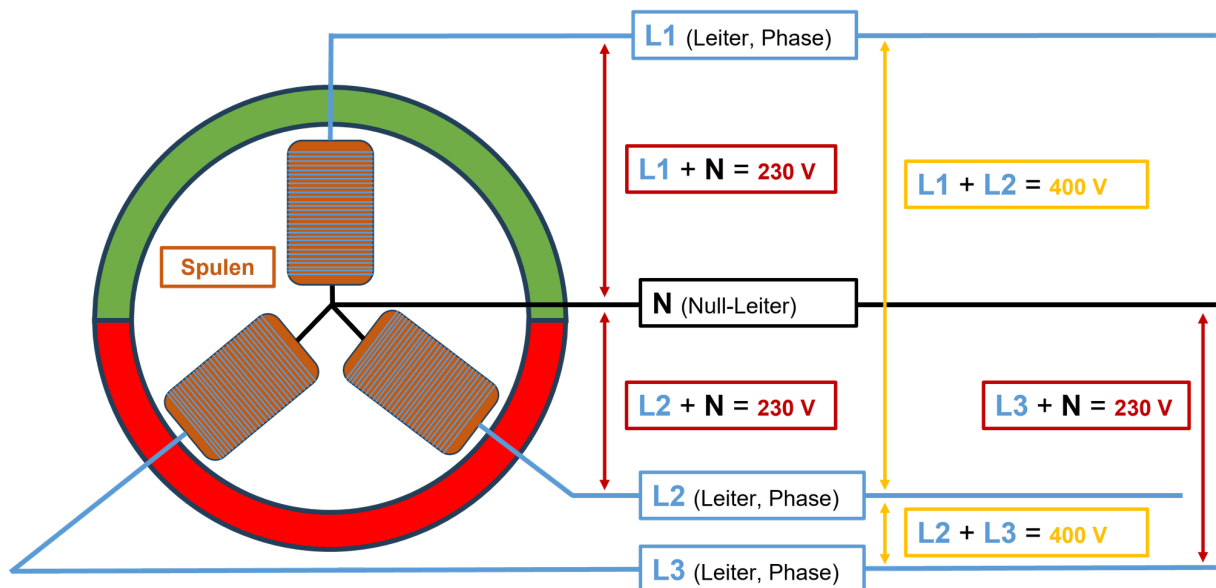 L1 (Leiter, Phase)
L1 + N = 230 V
L1 + L2 = 400 V
Spulen
N (Null-Leiter)
L2 + N = 230 V
L3 + N = 230 V
L2 (Leiter, Phase)
L2 + L3 = 400 V
L3 (Leiter, Phase)